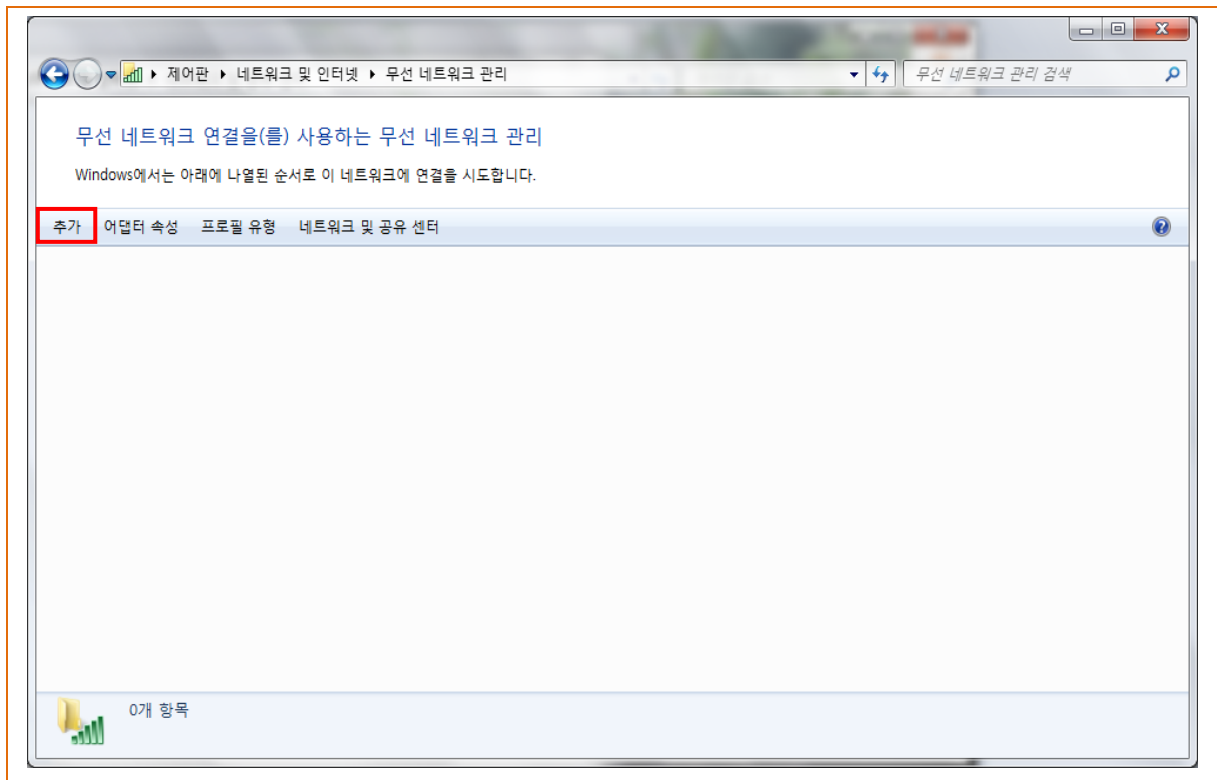 제어판 ▸ 네트워크 및 인터넷 ▸ 무선 네트워크 관리
무선 네트워크 관리 검색
무선 네트워크 연결을(를) 사용하는 무선 네트워크 관리
Windows에서는 아래에 나열된 순서로 이 네트워크에 연결을 시도합니다.
추가 어댑터 속성 프로필 유형 네트워크 및 공유 센터
0개 항목